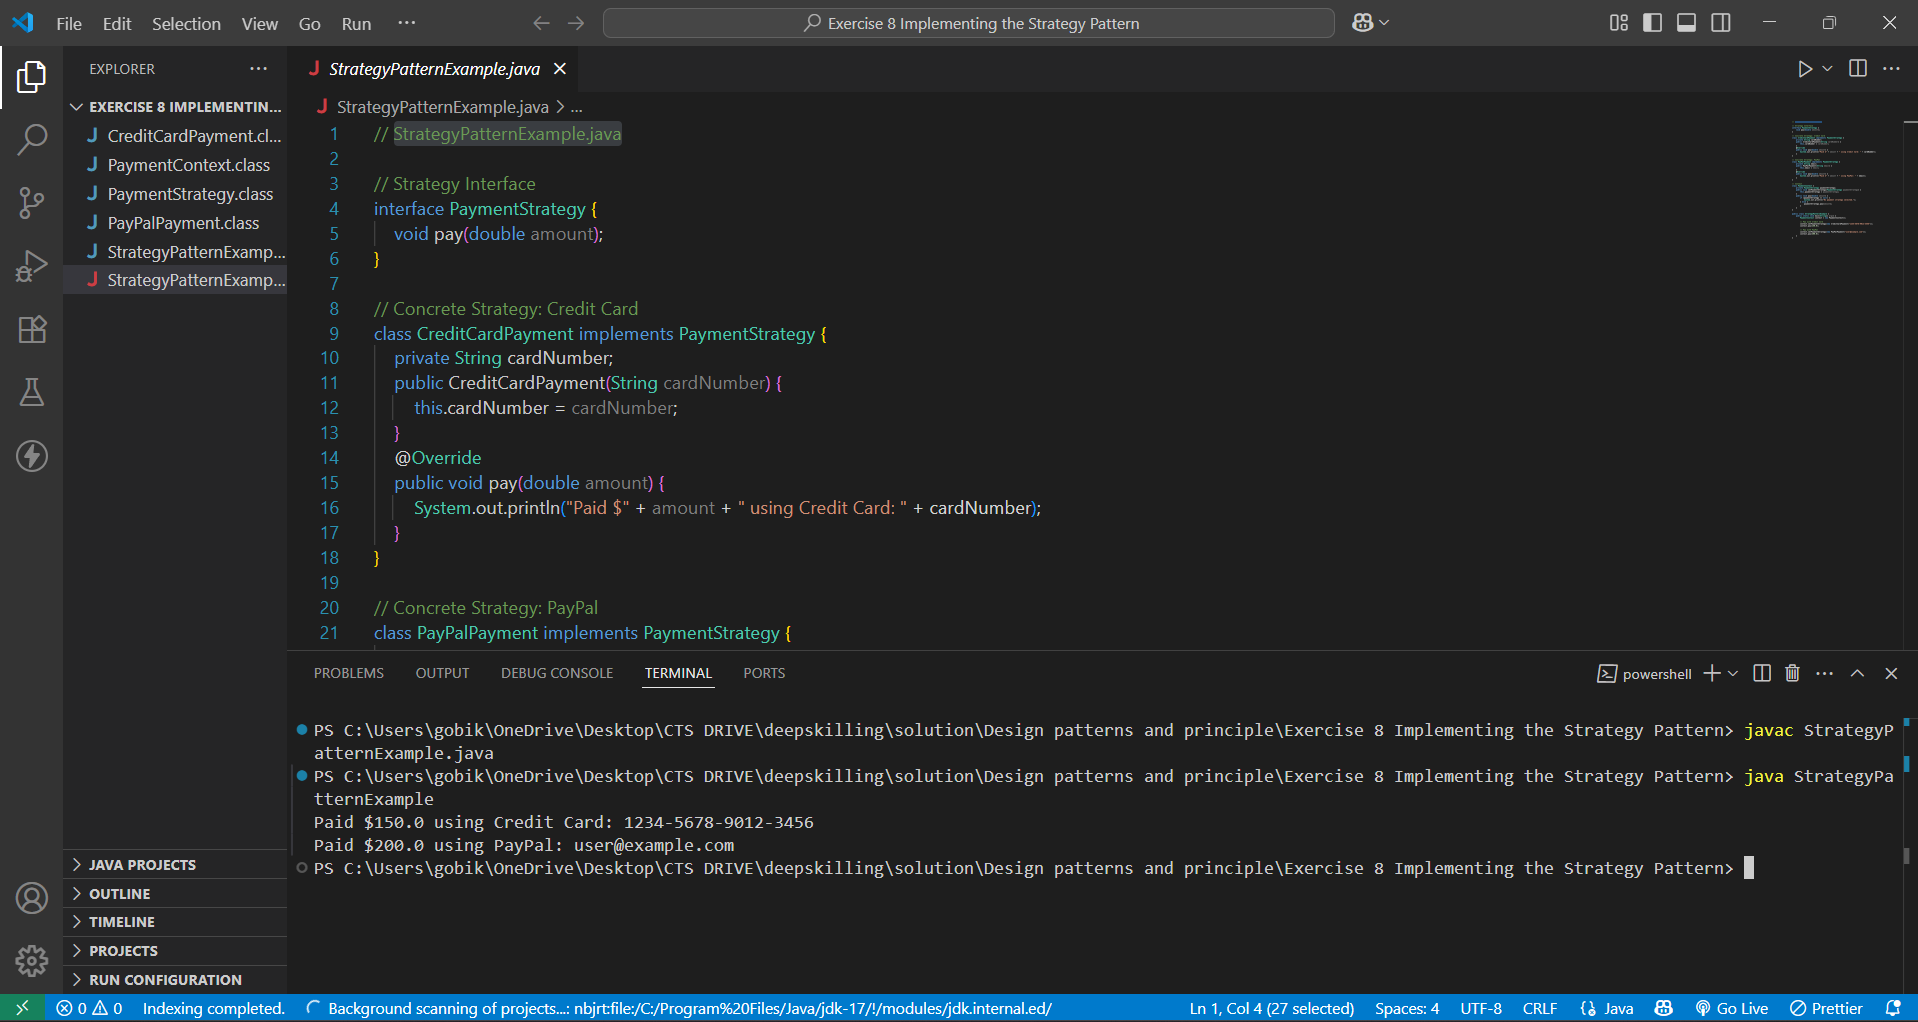 File Edit Selection View Go Run ···
Exercise 8 Implementing the Strategy Pattern
EXPLORER ···
EXERCISE 8 IMPLEMENTIN...
J CreditCardPayment.cl...
J PaymentContext.class
J PaymentStrategy.class
J PayPalPayment.class
J StrategyPatternExamp...
J StrategyPatternExamp...
JAVA PROJECTS
OUTLINE
TIMELINE
PROJECTS
RUN CONFIGURATION
J StrategyPatternExample.java
J StrategyPatternExample.java > ...
1 // StrategyPatternExample.java
2
3 // Strategy Interface
4 interface PaymentStrategy {
5 void pay(double amount);
6 }
7
8 // Concrete Strategy: Credit Card
9 class CreditCardPayment implements PaymentStrategy {
10 private String cardNumber;
11 public CreditCardPayment(String cardNumber) {
12 this.cardNumber = cardNumber;
13 }
14 @Override
15 public void pay(double amount) {
16 System.out.println("Paid $" + amount + " using Credit Card: " + cardNumber);
17 }
18 }
19
20 // Concrete Strategy: PayPal
21 class PayPalPayment implements PaymentStrategy {
PROBLEMS OUTPUT DEBUG CONSOLE TERMINAL PORTS
powershell
PS C:\Users\gobik\OneDrive\Desktop\CTS DRIVE\deepskilling\solution\Design patterns and principle\Exercise 8 Implementing the Strategy Pattern> javac StrategyP
atternExample.java
PS C:\Users\gobik\OneDrive\Desktop\CTS DRIVE\deepskilling\solution\Design patterns and principle\Exercise 8 Implementing the Strategy Pattern> java StrategyPa
tternExample
Paid $150.0 using Credit Card: 1234-5678-9012-3456
Paid $200.0 using PayPal: user@example.com
PS C:\Users\gobik\OneDrive\Desktop\CTS DRIVE\deepskilling\solution\Design patterns and principle\Exercise 8 Implementing the Strategy Pattern>
0 0 Indexing completed. Background scanning of projects...: nbjrt:file:/C:/Program%20Files/Java/jdk-17/!/modules/jdk.internal.ed/ Ln 1, Col 4 (27 selected) Spaces: 4 UTF-8 CRLF Java Go Live Prettier